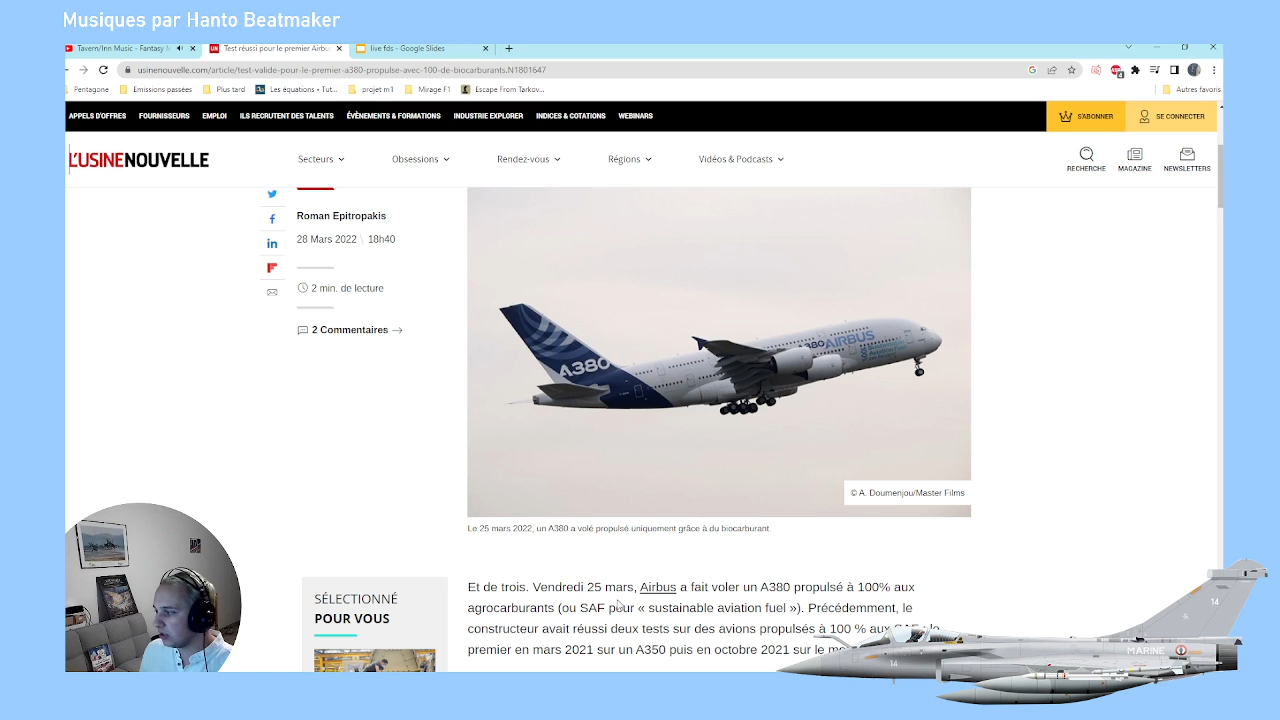 Musiques par Hanto Beatmaker
Tavern/Inn Music - Fantasy
Test réussi pour le premier Airbu
live fds - Google Slides
usinenouvelle.com/article/test-valide-pour-le-premier-a380-propulse-avec-100-de-biocarburants.N1801647
Pentagone
Emissions passées
Plus tard
Les équations • Tut...
projet m1
Mirage F1
Escape From Tarkov...
Autres favoris
APPELS D'OFFRES
FOURNISSEURS
EMPLOI
ILS RECRUTENT DES TALENTS
ÉVÈNEMENTS & FORMATIONS
INDUSTRIE EXPLORER
INDICES & COTATIONS
WEBINARS
S'ABONNER
SE CONNECTER
L'USINENOUVELLE
Secteurs
Obsessions
Rendez-vous
Régions
Vidéos & Podcasts
RECHERCHE
MAGAZINE
NEWSLETTERS
Roman Epitropakis
28 Mars 2022 \ 18h40
2 min. de lecture
2 Commentaires →
A380
A380 AIRBUS
© A. Doumenjou/Master Films
Le 25 mars 2022, un A380 a volé propulsé uniquement grâce à du biocarburant.
SÉLECTIONNÉ
POUR VOUS
Et de trois. Vendredi 25 mars, Airbus a fait voler un A380 propulsé à 100% aux
agrocarburants (ou SAF pour « sustainable aviation fuel »). Précédemment, le
constructeur avait réussi deux tests sur des avions propulsés à 100 % aux SAF, le
premier en mars 2021 sur un A350 puis en octobre 2021 sur le
14
MARINE
14